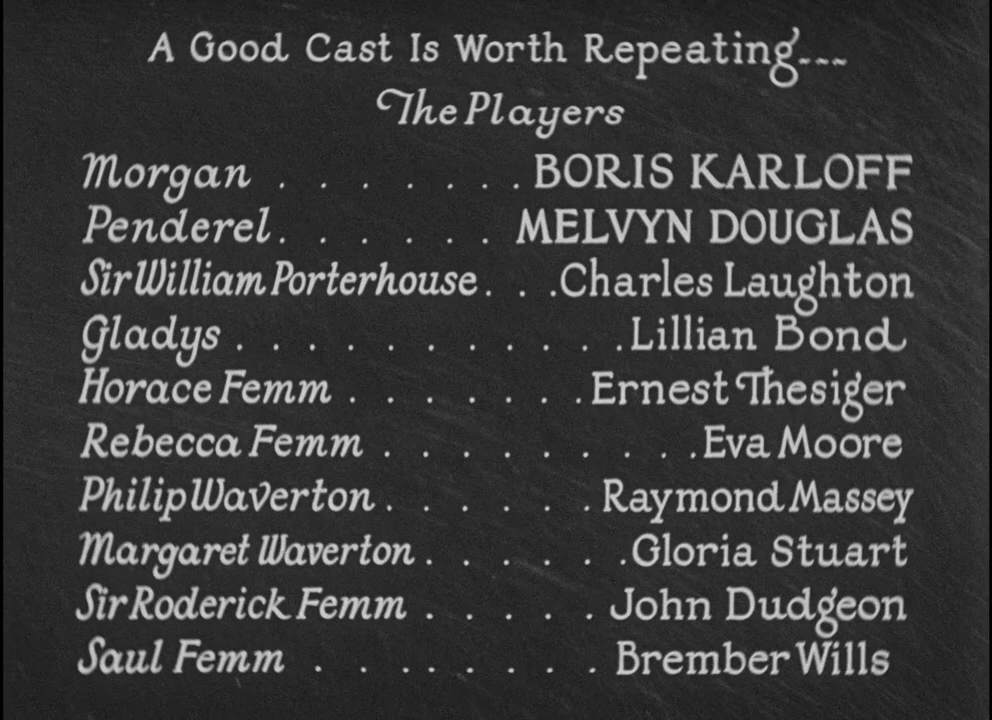 A Good Cast Is Worth Repeating---
The Players
Morgan . . . . . . . BORIS KARLOFF
Penderel . . . . . . MELVYN DOUGLAS
Sir William Porterhouse . . . Charles Laughton
Gladys . . . . . . . . . . . . Lillian Bond
Horace Femm . . . . . . . . Ernest Thesiger
Rebecca Femm . . . . . . . . . . Eva Moore
Philip Waverton . . . . . . Raymond Massey
Margaret Waverton . . . . . . Gloria Stuart
Sir Roderick Femm . . . . . John Dudgeon
Saul Femm . . . . . . . . Brember Wills